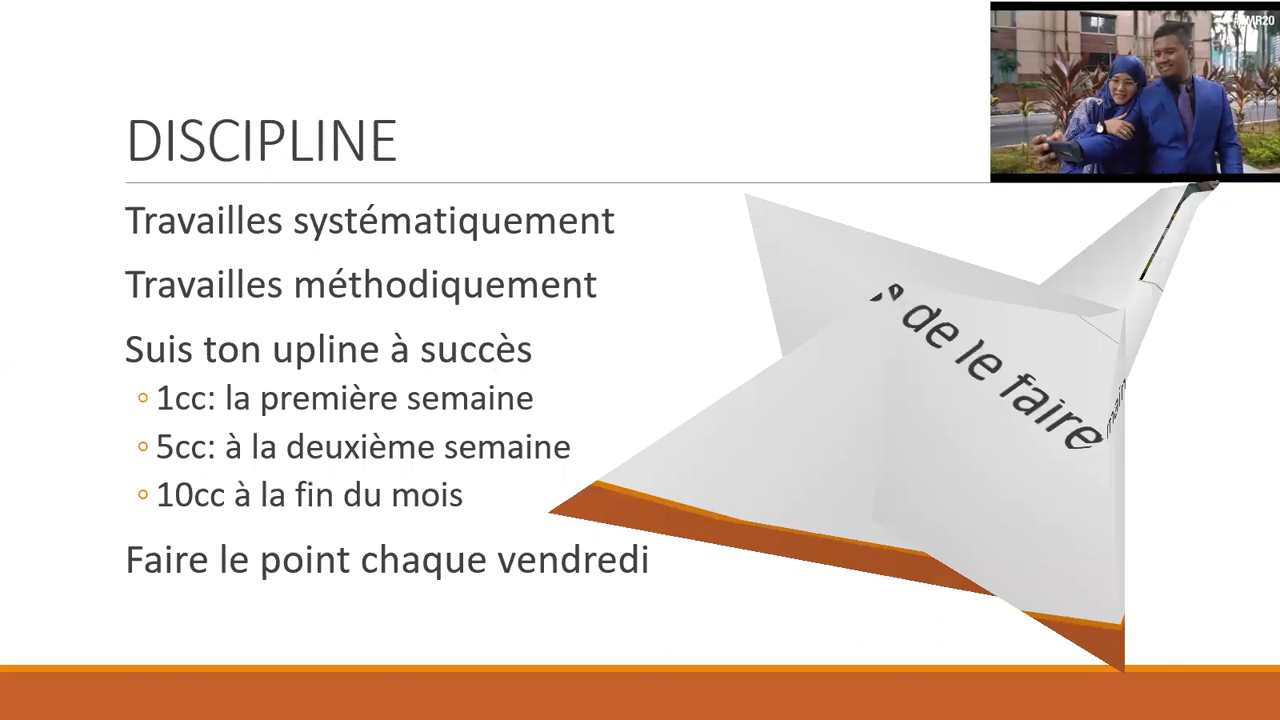 DISCIPLINE
Travailles systématiquement
Travailles méthodiquement
Suis ton upline à succès
1cc: la première semaine
5cc: à la deuxième semaine
10cc à la fin du mois
Faire le point chaque vendredi
de le faire